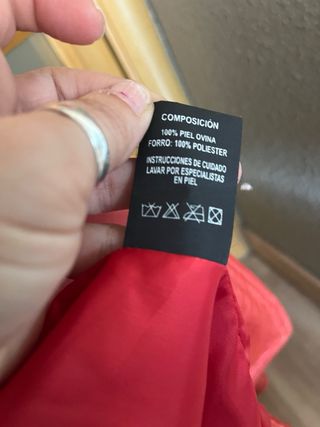 COMPOSICIÓN
100% PIEL OVINA
FORRO: 100% POLIESTER
INSTRUCCIONES DE CUIDADO
LAVAR POR ESPECIALISTAS
EN PIEL